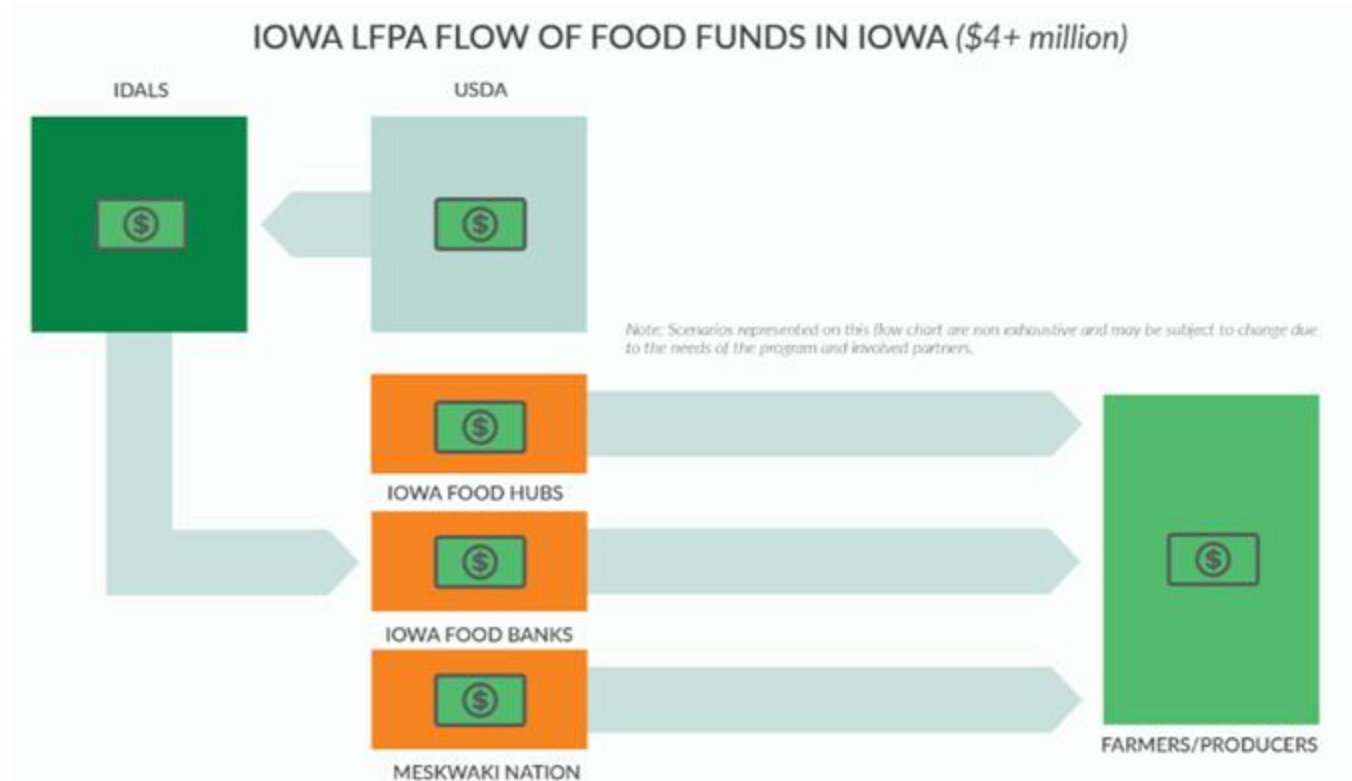 IOWA LFPA FLOW OF FOOD FUNDS IN IOWA ($4+ million)
IDALS
USDA
$
$
Note: Scenarios represented on this flow chart are non exhaustive and may be subject to change due
to the needs of the program and involved partners.
$
IOWA FOOD HUBS
$
$
IOWA FOOD BANKS
$
FARMERS/PRODUCERS
MESKWAKI NATION